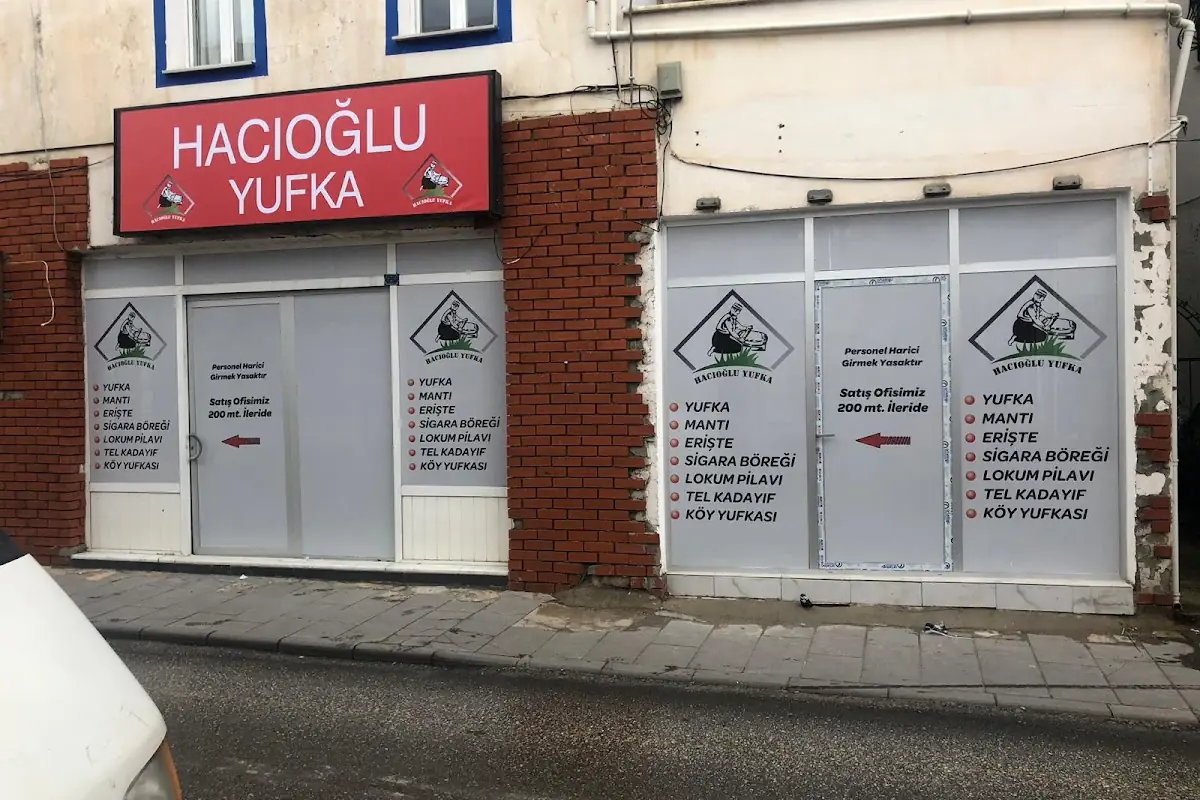 HACIOĞLU
YUFKA
HACIOĞLU YUFKA
HACIOĞLU YUFKA
HACIOĞLU YUFKA
YUFKA
MANTI
ERİŞTE
SİGARA BÖREĞİ
LOKUM PİLAVI
TEL KADAYIF
KÖY YUFKASI
Personel Harici
Girmek Yasaktır
Satış Ofisimiz
200 mt. İleride
HACIOĞLU YUFKA
YUFKA
MANTI
ERİŞTE
SİGARA BÖREĞİ
LOKUM PİLAVI
TEL KADAYIF
KÖY YUFKASI
HACIOĞLU YUFKA
YUFKA
MANTI
ERİŞTE
SİGARA BÖREĞİ
LOKUM PİLAVI
TEL KADAYIF
KÖY YUFKASI
Personel Harici
Girmek Yasaktır
Satış Ofisimiz
200 mt. İleride
HACIOĞLU YUFKA
YUFKA
MANTI
ERİŞTE
SİGARA BÖREĞİ
LOKUM PİLAVI
TEL KADAYIF
KÖY YUFKASI